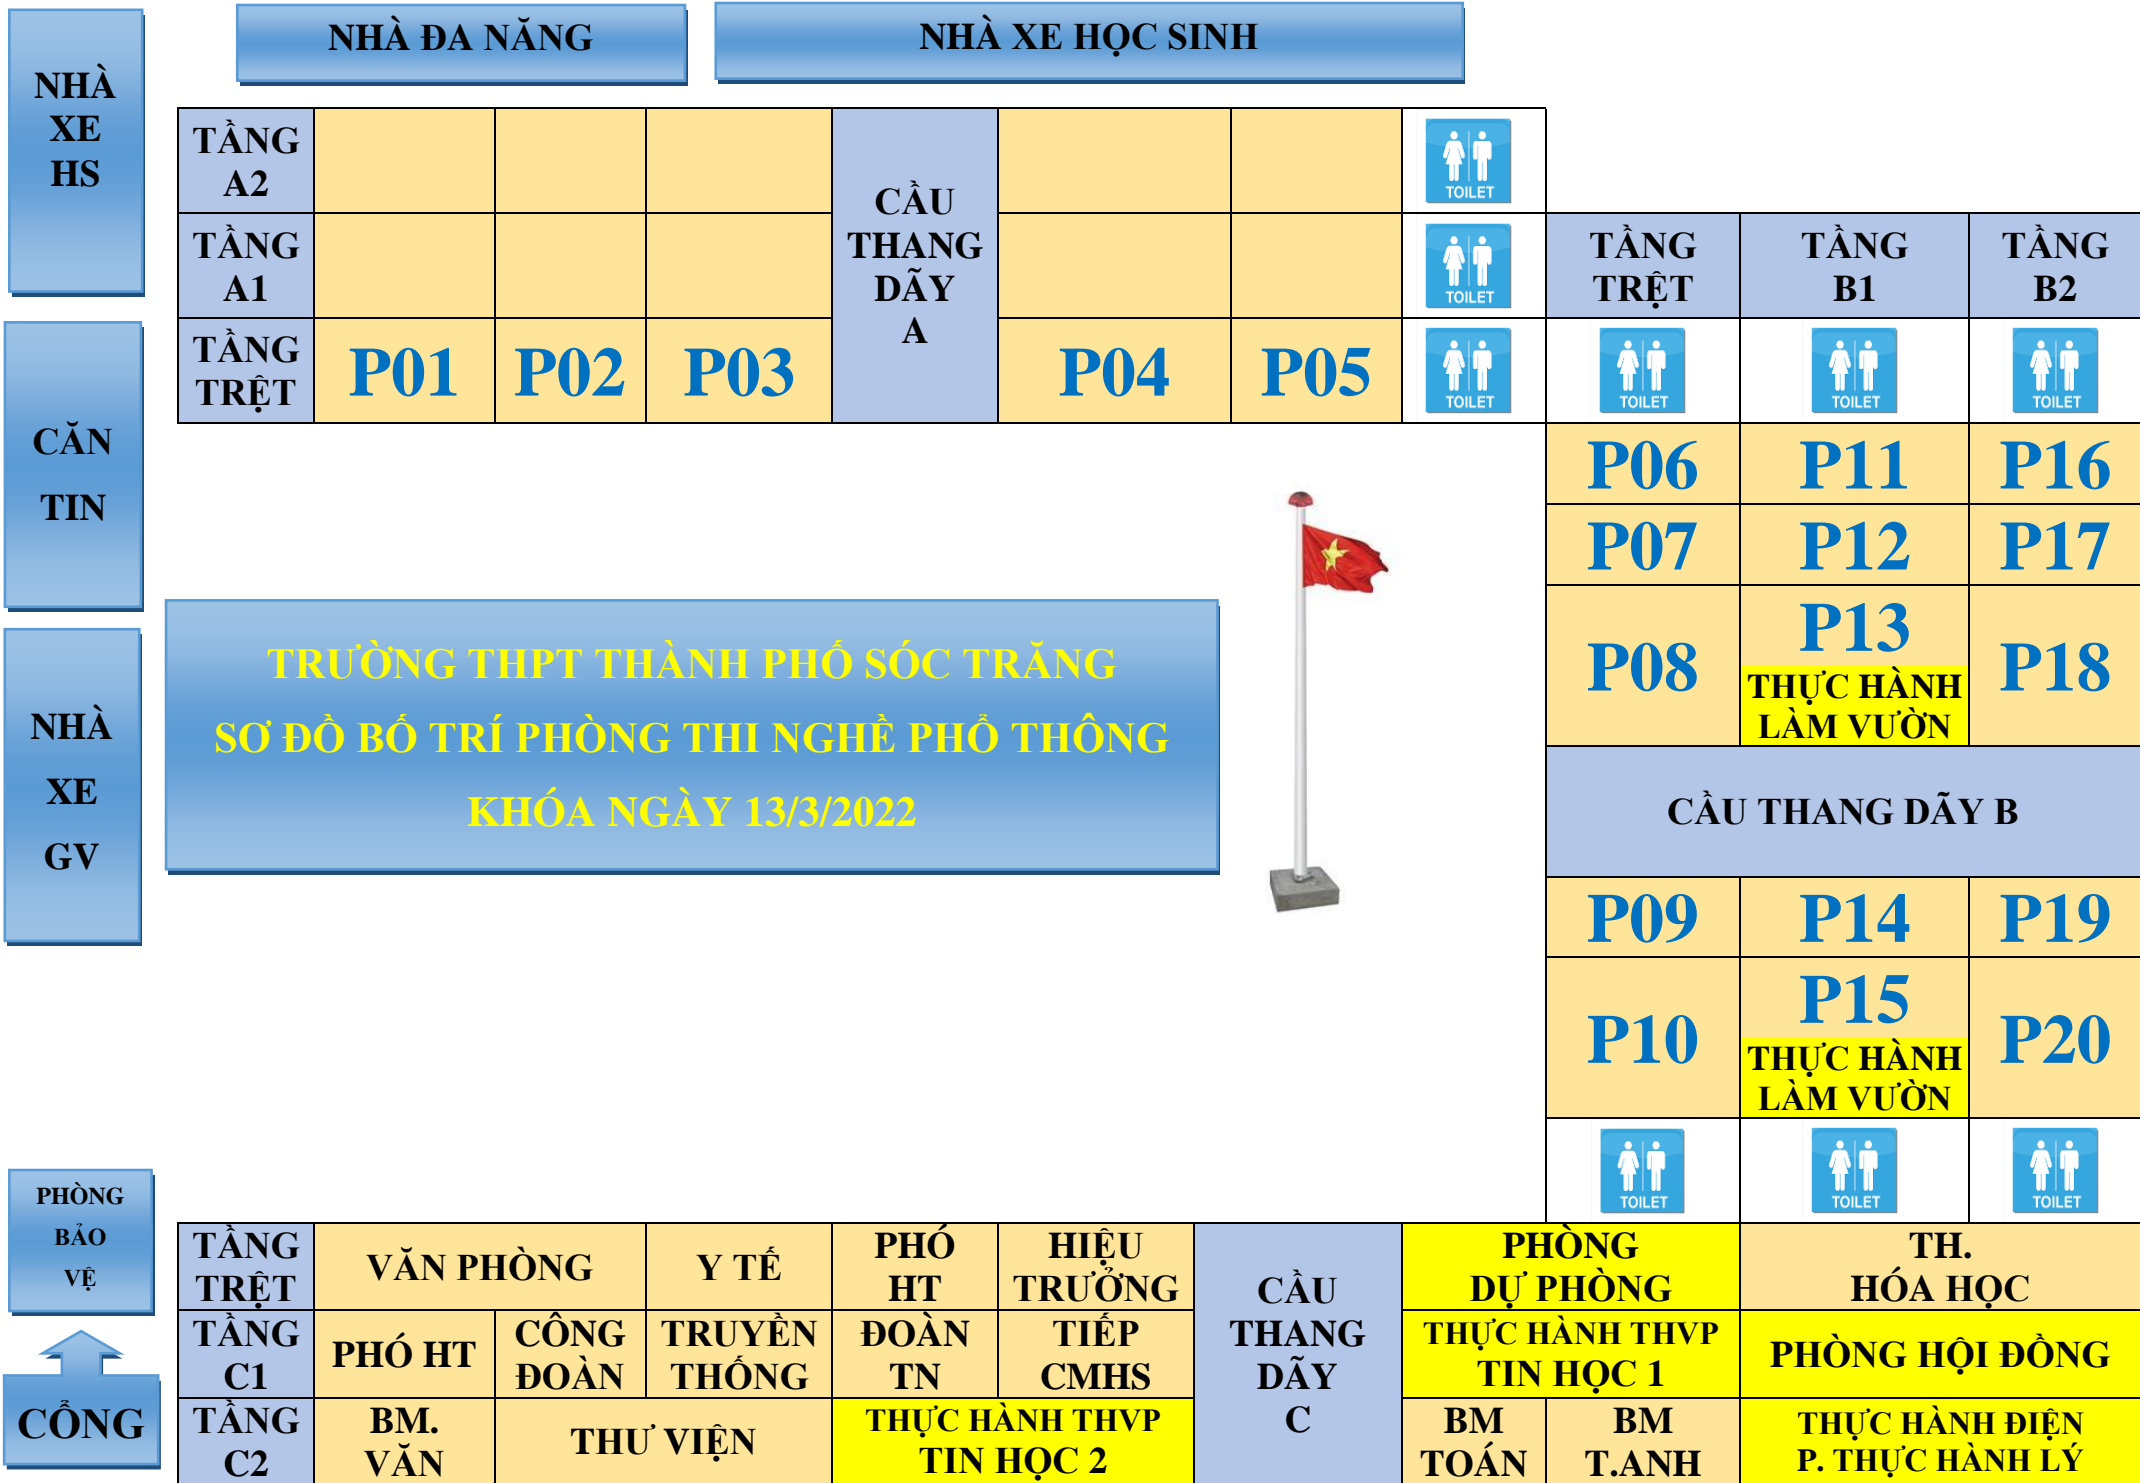 NHÀ
XE
HS
NHÀ ĐA NĂNG
NHÀ XE HỌC SINH
TẦNG
A2
CẦU
THANG
DÃY
A
TOILET
TẦNG
A1
TOILET
TẦNG
TRỆT
TẦNG
B1
TẦNG
B2
TẦNG
TRỆT
P01
P02
P03
P04
P05
TOILET
TOILET
TOILET
TOILET
CĂN
TIN
P06
P11
P16
P07
P12
P17
P08
P13
THỰC HÀNH
LÀM VƯỜN
P18
NHÀ
XE
GV
TRƯỜNG THPT THÀNH PHỐ SÓC TRĂNG
SƠ ĐỒ BỐ TRÍ PHÒNG THI NGHỀ PHỔ THÔNG
KHÓA NGÀY 13/3/2022
CẦU THANG DÃY B
P09
P14
P19
P10
P15
THỰC HÀNH
LÀM VƯỜN
P20
TOILET
TOILET
TOILET
PHÒNG
BẢO
VỆ
CỔNG
TẦNG
TRỆT
VĂN PHÒNG
Y TẾ
PHÓ
HT
HIỆU
TRƯỞNG
CẦU
THANG
DÃY
C
PHÒNG
DỰ PHÒNG
TH.
HÓA HỌC
TẦNG
C1
PHÓ HT
CÔNG
ĐOÀN
TRUYỀN
THỐNG
ĐOÀN
TN
TIẾP
CMHS
THỰC HÀNH THVP
TIN HỌC 1
PHÒNG HỘI ĐỒNG
TẦNG
C2
BM.
VĂN
THƯ VIỆN
THỰC HÀNH THVP
TIN HỌC 2
BM
TOÁN
BM
T.ANH
THỰC HÀNH ĐIỆN
P. THỰC HÀNH LÝ